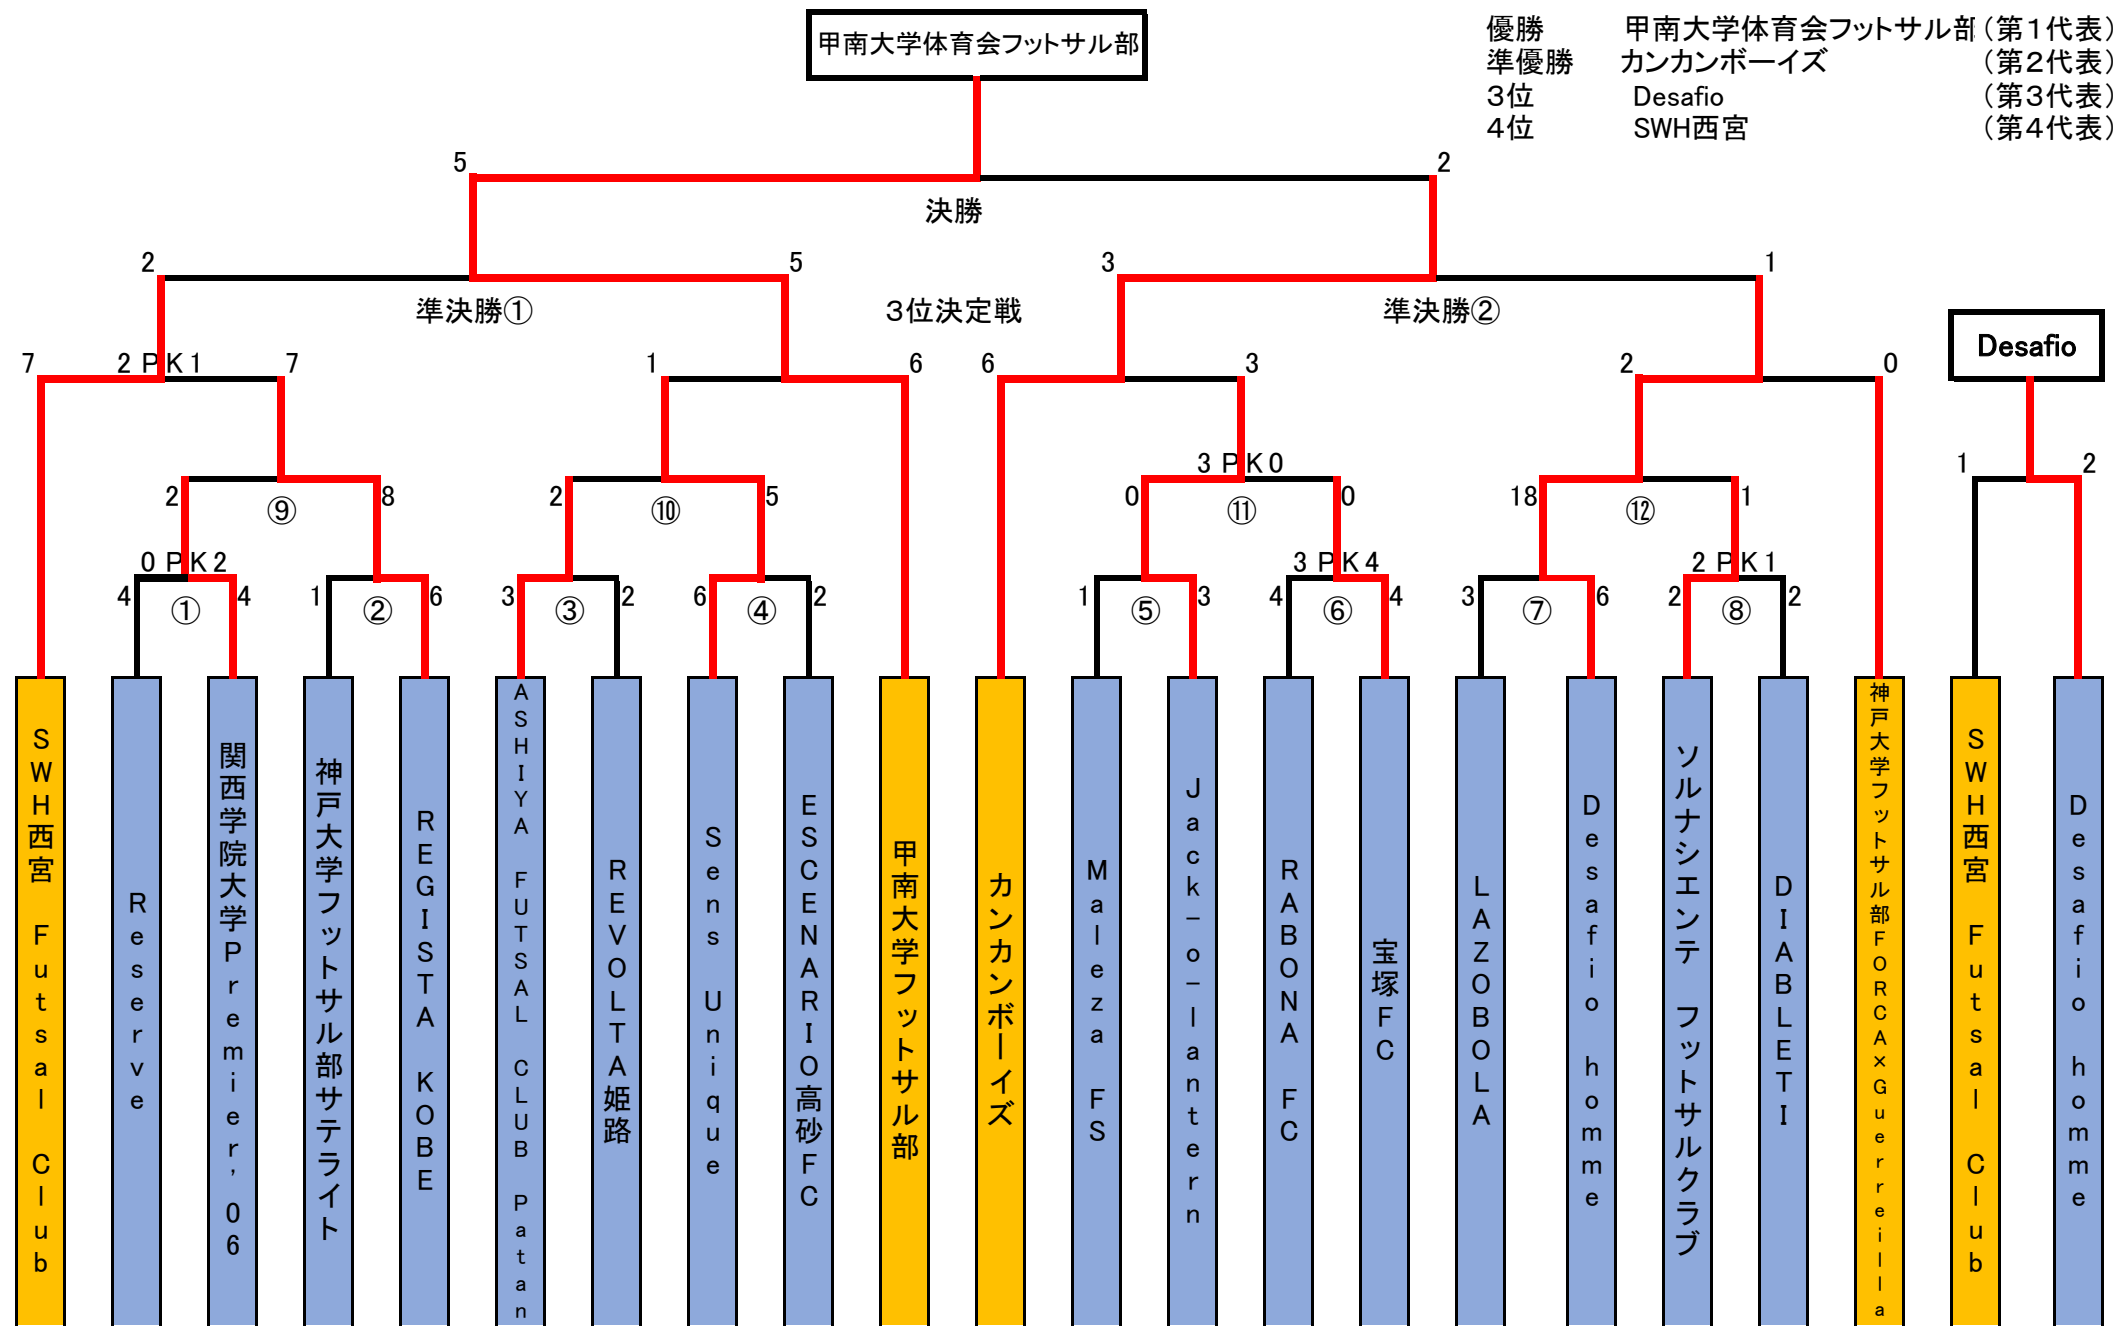 甲南大学体育会フットサル部
優勝 甲南大学体育会フットサル部(第1代表)
準優勝 カンカンボーイズ (第2代表)
3位 Desafio (第3代表)
4位 SWH西宮 (第4代表)
5 2
決勝
2 5 3 1
準決勝① 3位決定戦 準決勝②
Desafio
7 2 PK 1 7 1 6 6 3 2 0
3 PK 0 1 2
2 ⑨ 8 2 ⑩ 5 0 ⑪ 0 18 ⑫ 1
0 PK 2 3 PK 4 2 PK 1
4 ① 4 1 ② 6 3 ③ 2 6 ④ 2 1 ⑤ 3 4 ⑥ 4 3 ⑦ 6 2 ⑧ 2
SWH西宮 Futsal Club
Reserve
関西学院大学Premier'06
神戸大学フットサル部サテライト
REGISTA KOBE
ASHIYA FUTSAL CLUB Patan
REVOLTA姫路
Sens Unique
ESCENARIO高砂FC
甲南大学フットサル部
カンカンボーイズ
Maleza FS
Jack-o-lantern
RABONA FC
宝塚FC
LAZOBOLA
Desafio home
ソルナシエンテ フットサルクラブ
DIABLETI
神戸大学フットサル部FORCA×Guerreilla
SWH西宮 Futsal Club
Desafio home